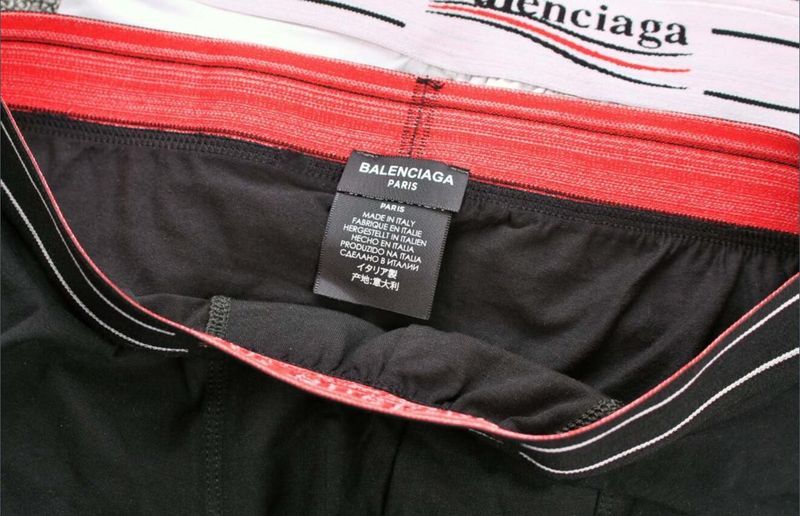 Balenciaga
BALENCIAGA
PARIS
PARIS
MADE IN ITALY
FABRIQUE EN ITALIE
HERGESTELLT IN ITALIEN
HECHO EN ITALIA
PRODUZIDO NA ITALIA
СДЕЛАНО В ИТАЛИИ
イタリア製
产地:意大利